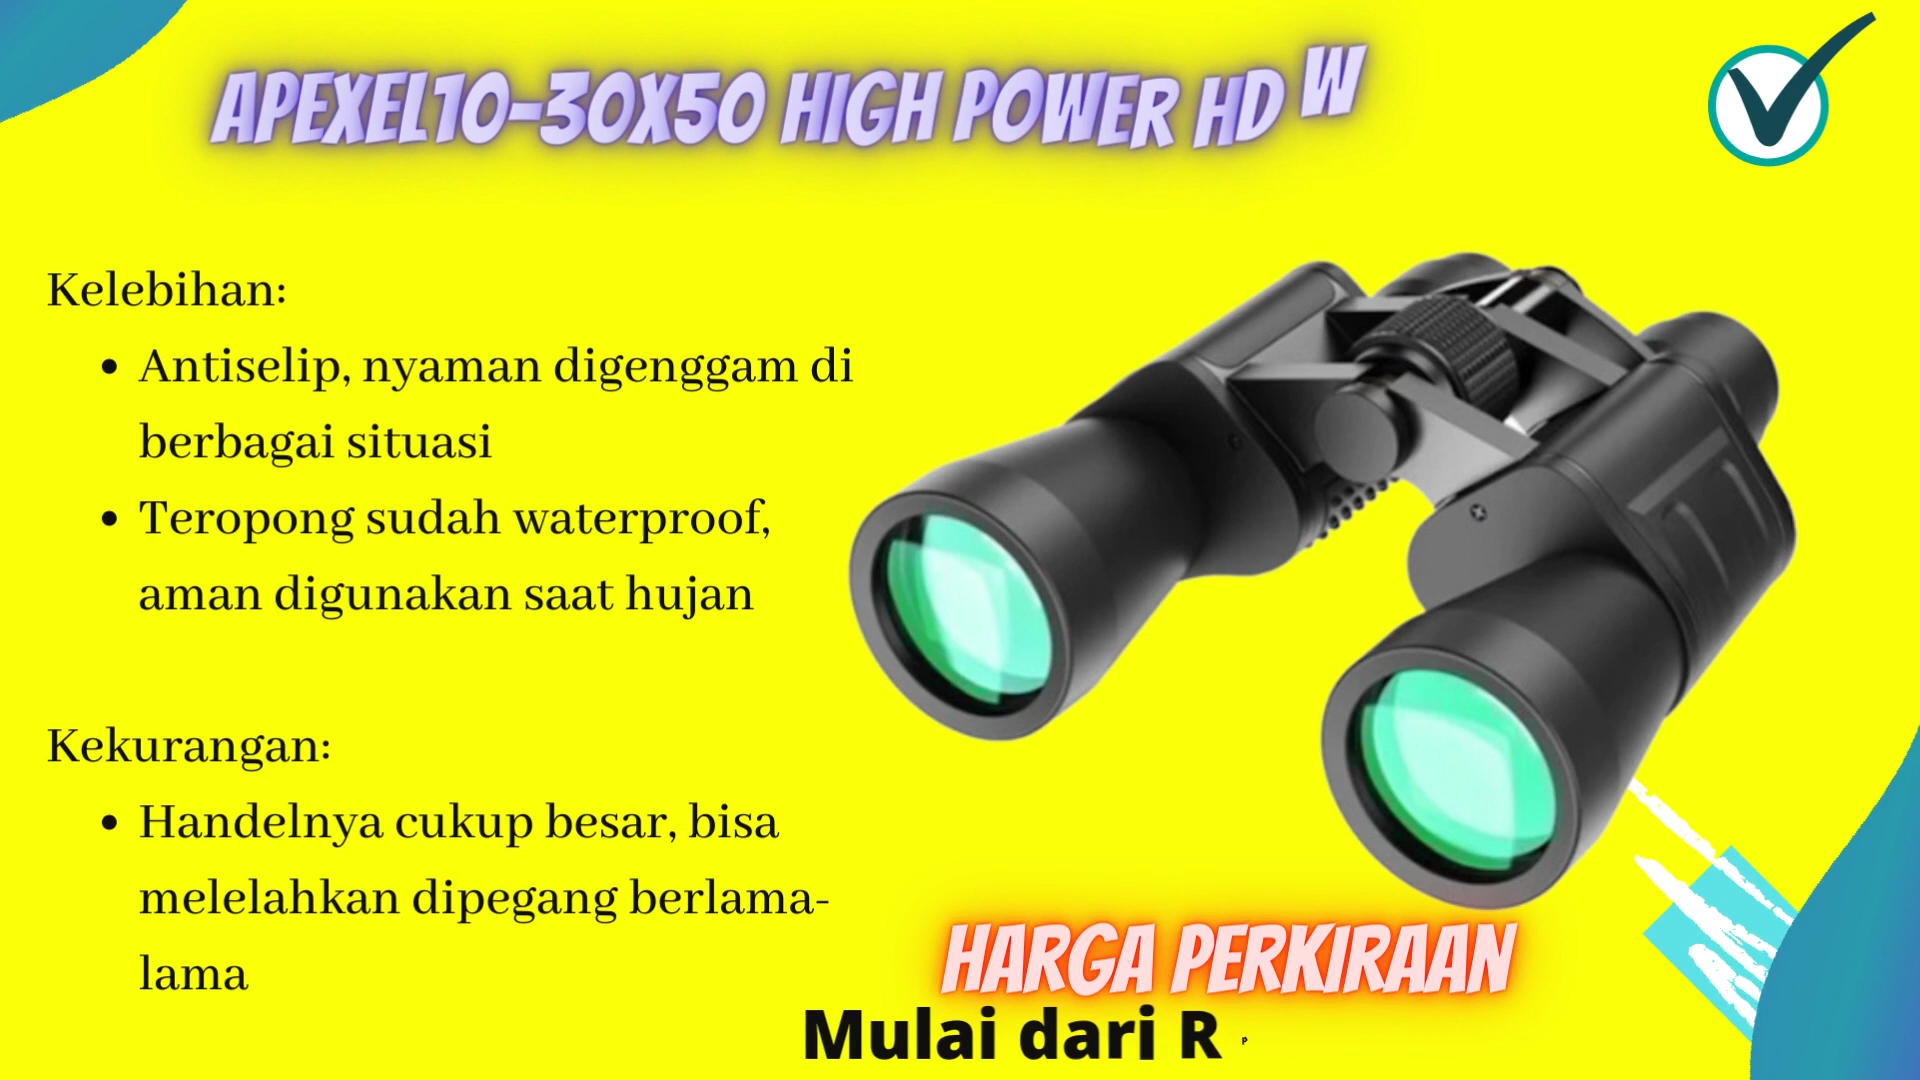 APEXEL10-30X50 HIGH POWER HD W
Kelebihan:
• Antiselip, nyaman digenggam di
berbagai situasi
• Teropong sudah waterproof,
aman digunakan saat hujan
Kekurangan:
• Handelnya cukup besar, bisa
melelahkan dipegang berlama-
lama
HARGA PERKIRAAN
Mulai dari Rp